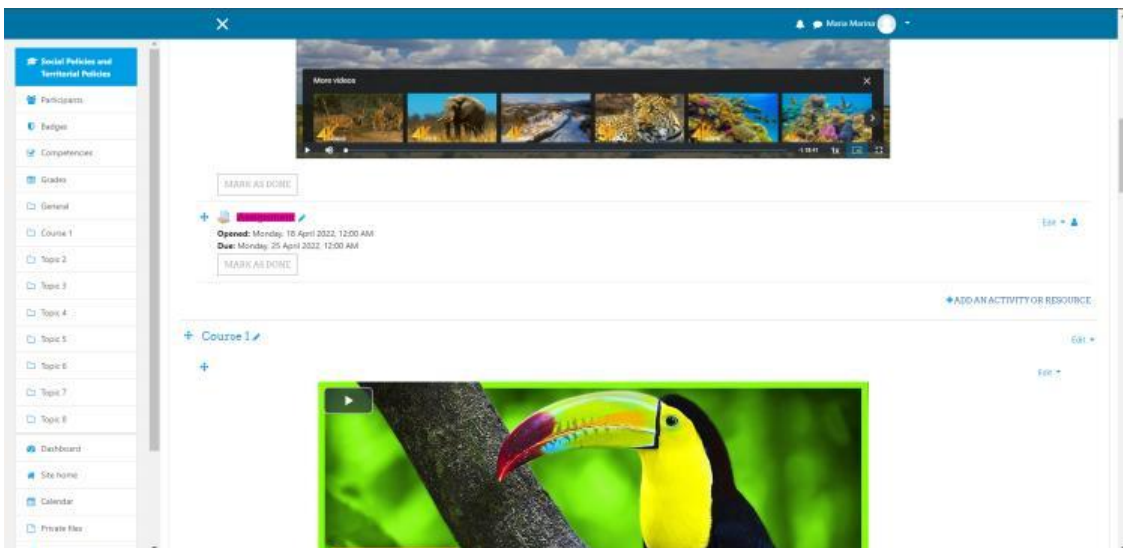 Maria Marina
Social Policies and
Territorial Policies
Participants
Badges
Competencies
Grades
General
Course 1
Topic 2
Topic 3
Topic 4
Topic 5
Topic 6
Topic 7
Topic 8
Dashboard
Site home
Calendar
Private files
More videos
1x
MARK AS DONE
Assignment
Edit
Opened: Monday, 18 April 2022, 12:00 AM
Due: Monday, 25 April 2022, 12:00 AM
MARK AS DONE
ADD AN ACTIVITY OR RESOURCE
Course 1
Edit
Edit